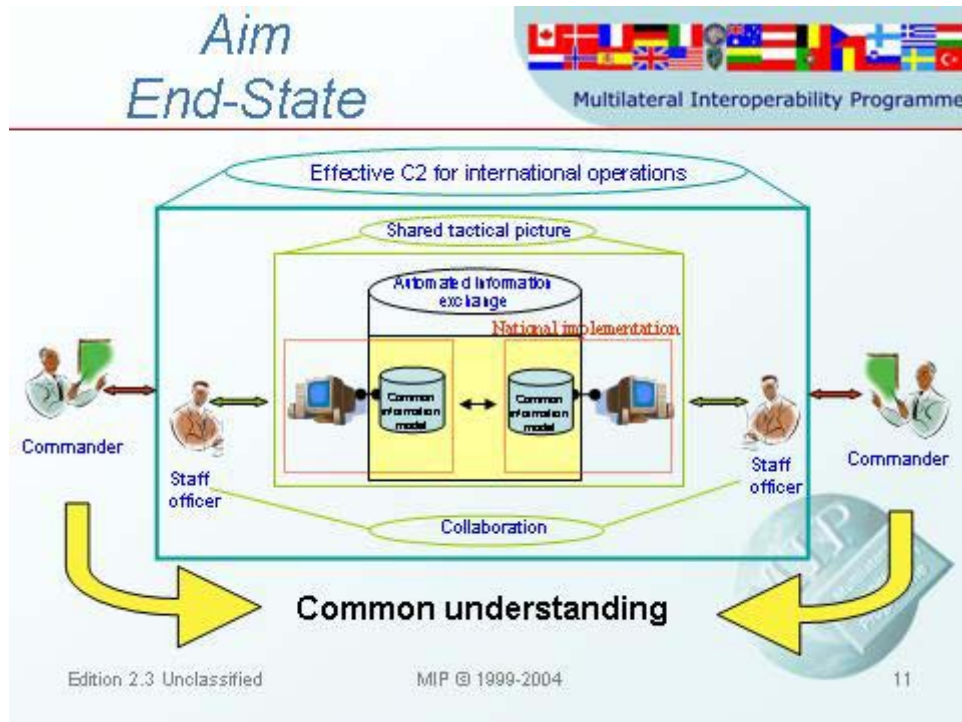 Aim
End-State
Multilateral Interoperability Programme
Effective C2 for international operations
Shared tactical picture
Automated information
exchange
National implementation
Common
information
model
Common
information
model
Commander
Staff
officer
Staff
officer
Commander
Collaboration
Common understanding
Edition 2.3 Unclassified
MIP © 1999-2004
11